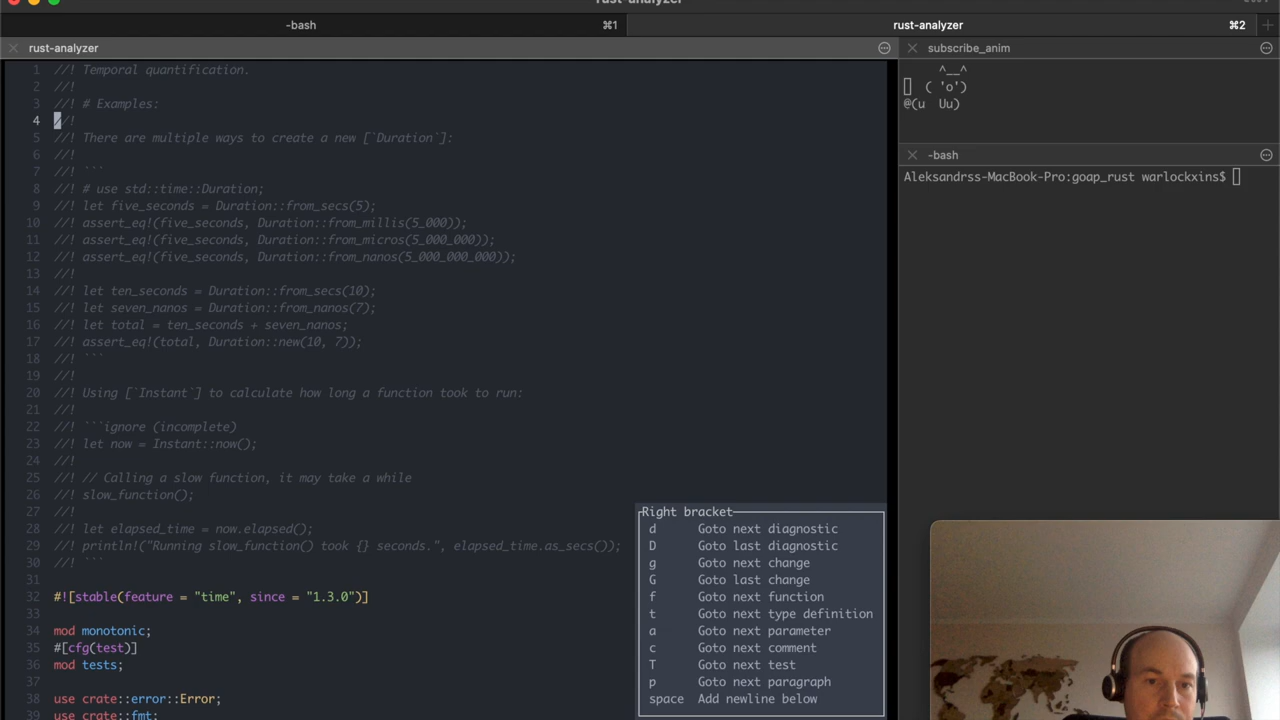 rust-analyzer
-bash ⌘1
rust-analyzer ⌘2
rust-analyzer
1 //! Temporal quantification.
2 //!
3 //! # Examples:
4 //!
5 //! There are multiple ways to create a new [`Duration`]:
6 //!
7 //! ```
8 //! # use std::time::Duration;
9 //! let five_seconds = Duration::from_secs(5);
10 //! assert_eq!(five_seconds, Duration::from_millis(5_000));
11 //! assert_eq!(five_seconds, Duration::from_micros(5_000_000));
12 //! assert_eq!(five_seconds, Duration::from_nanos(5_000_000_000));
13 //!
14 //! let ten_seconds = Duration::from_secs(10);
15 //! let seven_nanos = Duration::from_nanos(7);
16 //! let total = ten_seconds + seven_nanos;
17 //! assert_eq!(total, Duration::new(10, 7));
18 //! ```
19 //!
20 //! Using [`Instant`] to calculate how long a function took to run:
21 //!
22 //! ```ignore (incomplete)
23 //! let now = Instant::now();
24 //!
25 //! // Calling a slow function, it may take a while
26 //! slow_function();
27 //!
28 //! let elapsed_time = now.elapsed();
29 //! println!("Running slow_function() took {} seconds.", elapsed_time.as_secs());
30 //! ```
31
32 #![stable(feature = "time", since = "1.3.0")]
33
34 mod monotonic;
35 #[cfg(test)]
36 mod tests;
37
38 use crate::error::Error;
39 use crate::fmt;
Right bracket
d Goto next diagnostic
D Goto last diagnostic
g Goto next change
G Goto last change
f Goto next function
t Goto next type definition
a Goto next parameter
c Goto next comment
T Goto next test
p Goto next paragraph
space Add newline below
subscribe_anim
^__^
( 'o')
@(u Uu)
-bash
Aleksandrss-MacBook-Pro:goap_rust warlockxins$